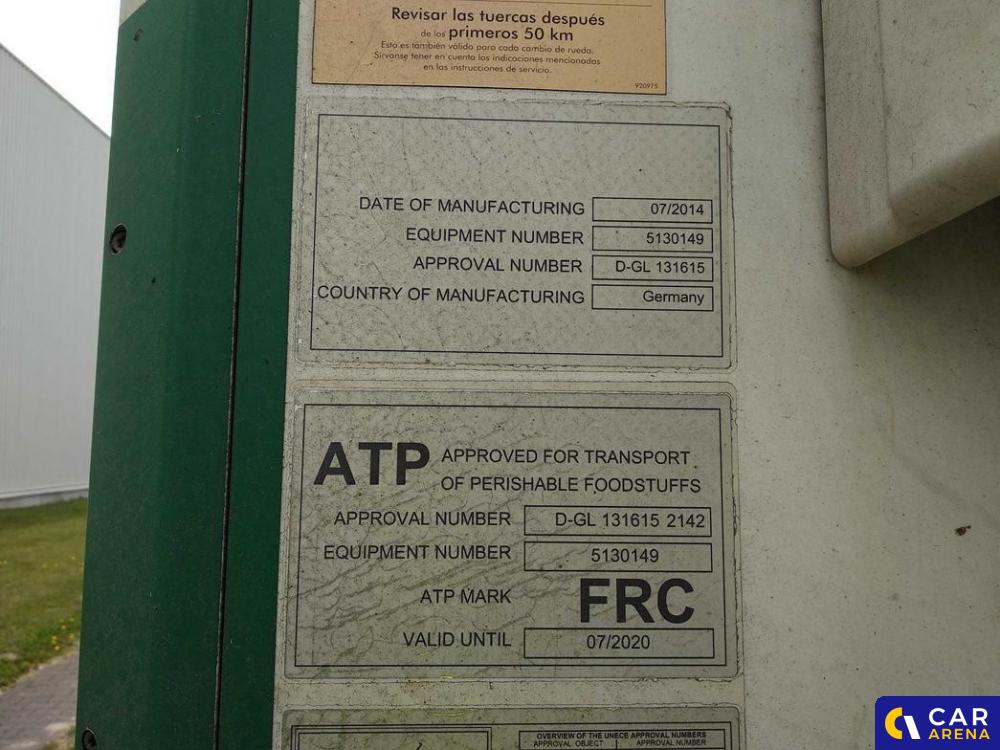 Revisar las tuercas después
de los primeros 50 km
Esto es también válido para cada cambio de rueda.
Sírvanse tener en cuenta las indicaciones mencionadas
en las instrucciones de servicio.
920975
DATE OF MANUFACTURING 07/2014
EQUIPMENT NUMBER 5130149
APPROVAL NUMBER D-GL 131615
COUNTRY OF MANUFACTURING Germany
ATP APPROVED FOR TRANSPORT
OF PERISHABLE FOODSTUFFS
APPROVAL NUMBER D-GL 131615 2142
EQUIPMENT NUMBER 5130149
ATP MARK FRC
VALID UNTIL 07/2020
OVERVIEW OF THE UNECE APPROVAL NUMBERS
APPROVAL OBJECT APPROVAL NUMBER
CAR
ARENA